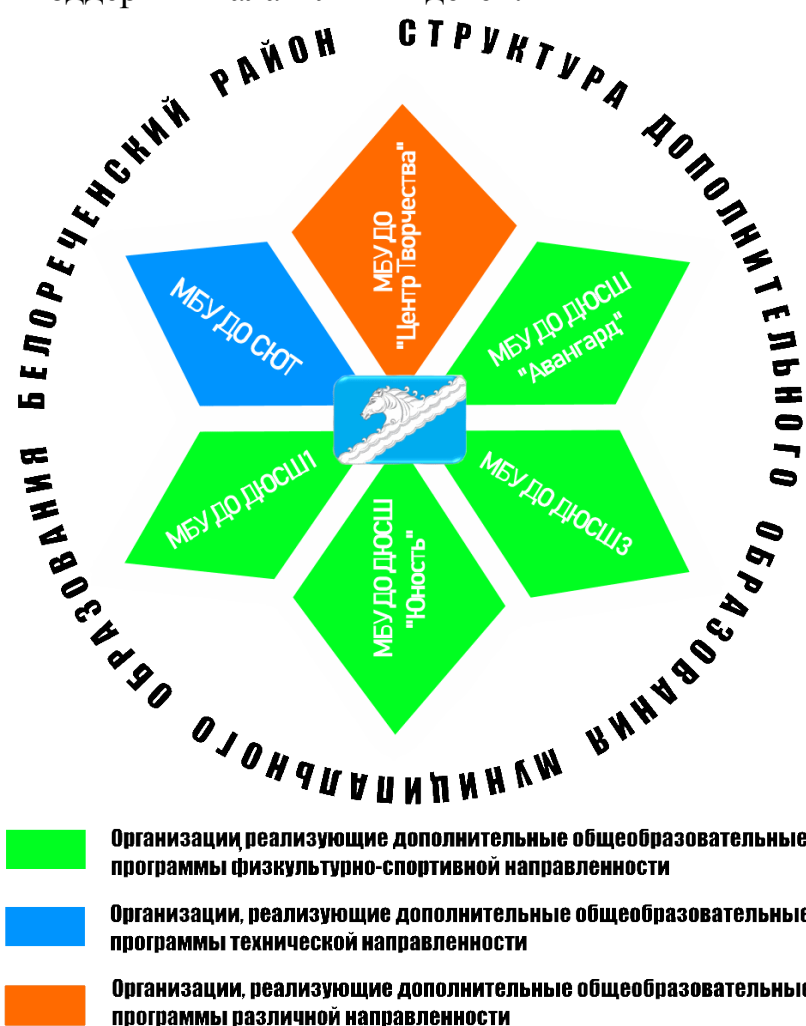 СТРУКТУРА ДОПОЛНИТЕЛЬНОГО ОБРАЗОВАНИЯ МУНИЦИПАЛЬНОГО ОБРАЗОВАНИЯ БЕЛОРЕЧЕНСКИЙ РАЙОН
МБУ ДО
"Центр Творчества"
МБУ ДО ДЮСШ
"Авангард"
МБУ ДО ДЮСШ3
МБУ ДО ДЮСШ
"Юность"
МБУ ДО ДЮСШ1
МБУ ДО СЮТ
Организации, реализующие дополнительные общеобразовательные
программы физкультурно-спортивной направленности
Организации, реализующие дополнительные общеобразовательные
программы технической направленности
Организации, реализующие дополнительные общеобразовательные
программы различной направленности